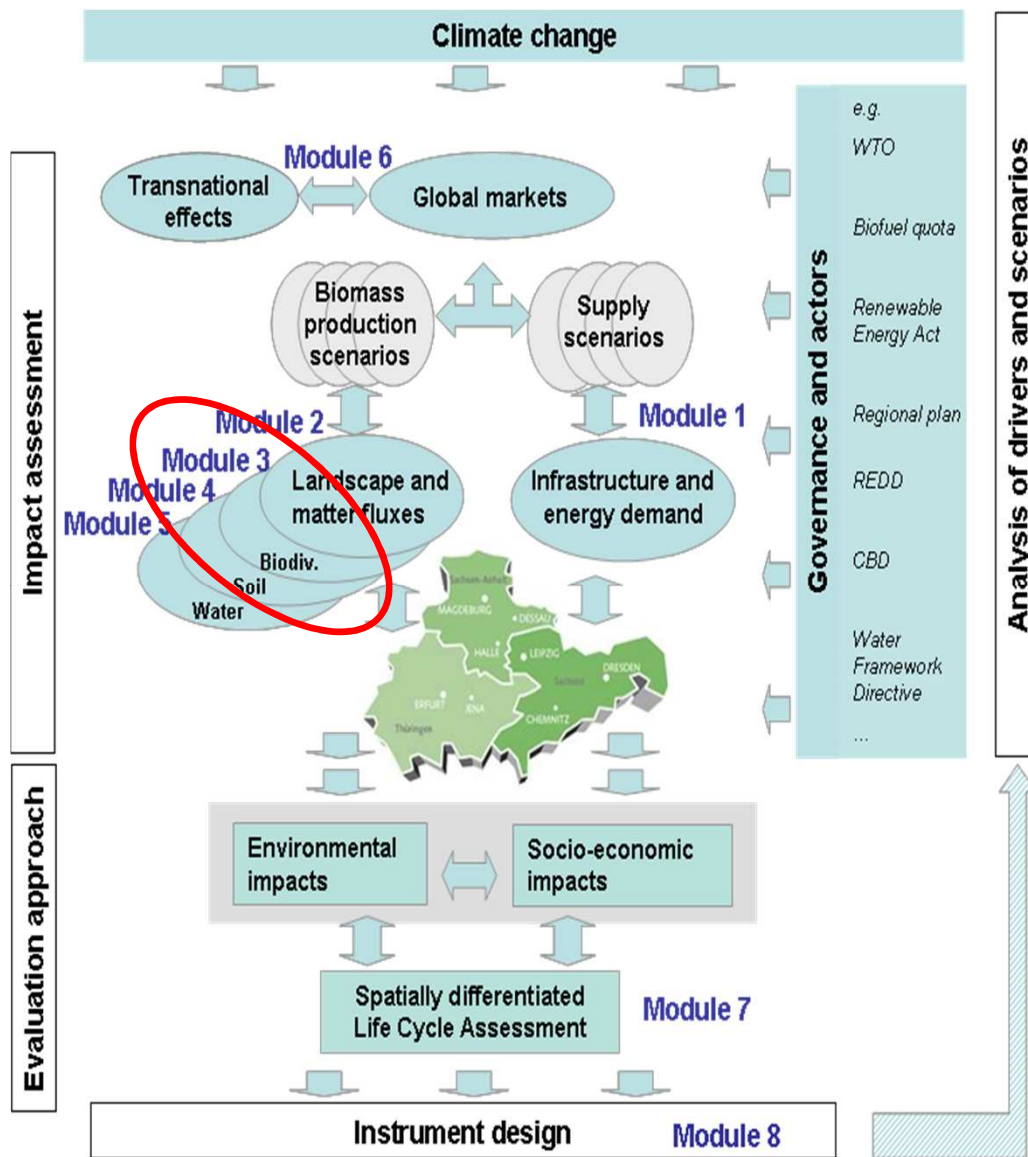 Climate change
Module 6
Transnational
effects
Global markets
Biomass
production
scenarios
Supply
scenarios
Module 2
Module 3
Module 4
Module 5
Module 1
Landscape and
matter fluxes
Biodiv.
Soil
Water
Infrastructure and
energy demand
Sachsen-Anhalt
MAGDEBURG
DESSAU
HALLE
LEIPZIG
DRESDEN
Sachsen
ERFURT
JENA
CHEMNITZ
Thüringen
Environmental
impacts
Socio-economic
impacts
Spatially differentiated
Life Cycle Assessment
Module 7
Instrument design
Module 8
Impact assessment
Evaluation approach
Governance and actors
e.g.
WTO
Biofuel quota
Renewable
Energy Act
Regional plan
REDD
CBD
Water
Framework
Directive
...
Analysis of drivers and scenarios